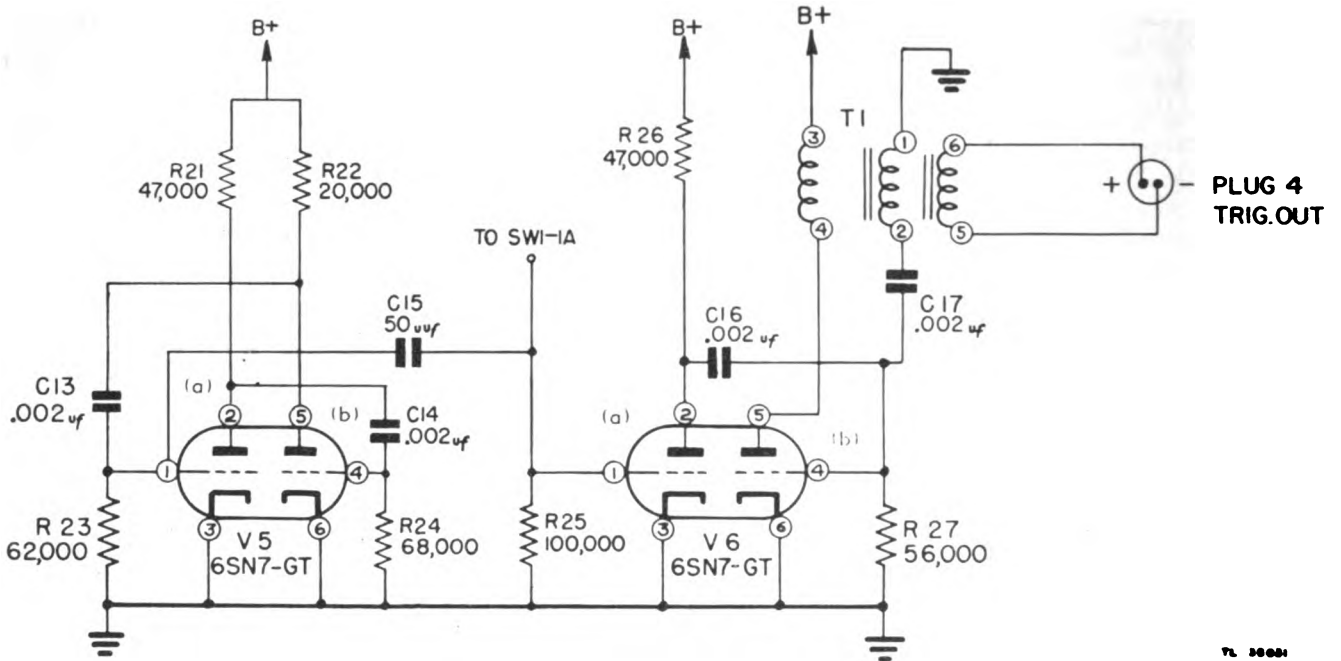 B+
B+
B+
T1
R21
47,000
R22
20,000
R 26
47,000
3
4
1
2
6
5
+
-
PLUG 4
TRIG.OUT
TO SW1-1A
C15
50 uuf
C16
.002 uf
C17
.002 uf
C13
.002 uf
(a)
2
5
(b)
C14
.002 uf
(a)
2
5
(b)
1
4
1
4
R 23
62,000
3
6
V 5
6SN7-GT
R24
68,000
R25
100,000
3
6
V 6
6SN7-GT
R 27
56,000